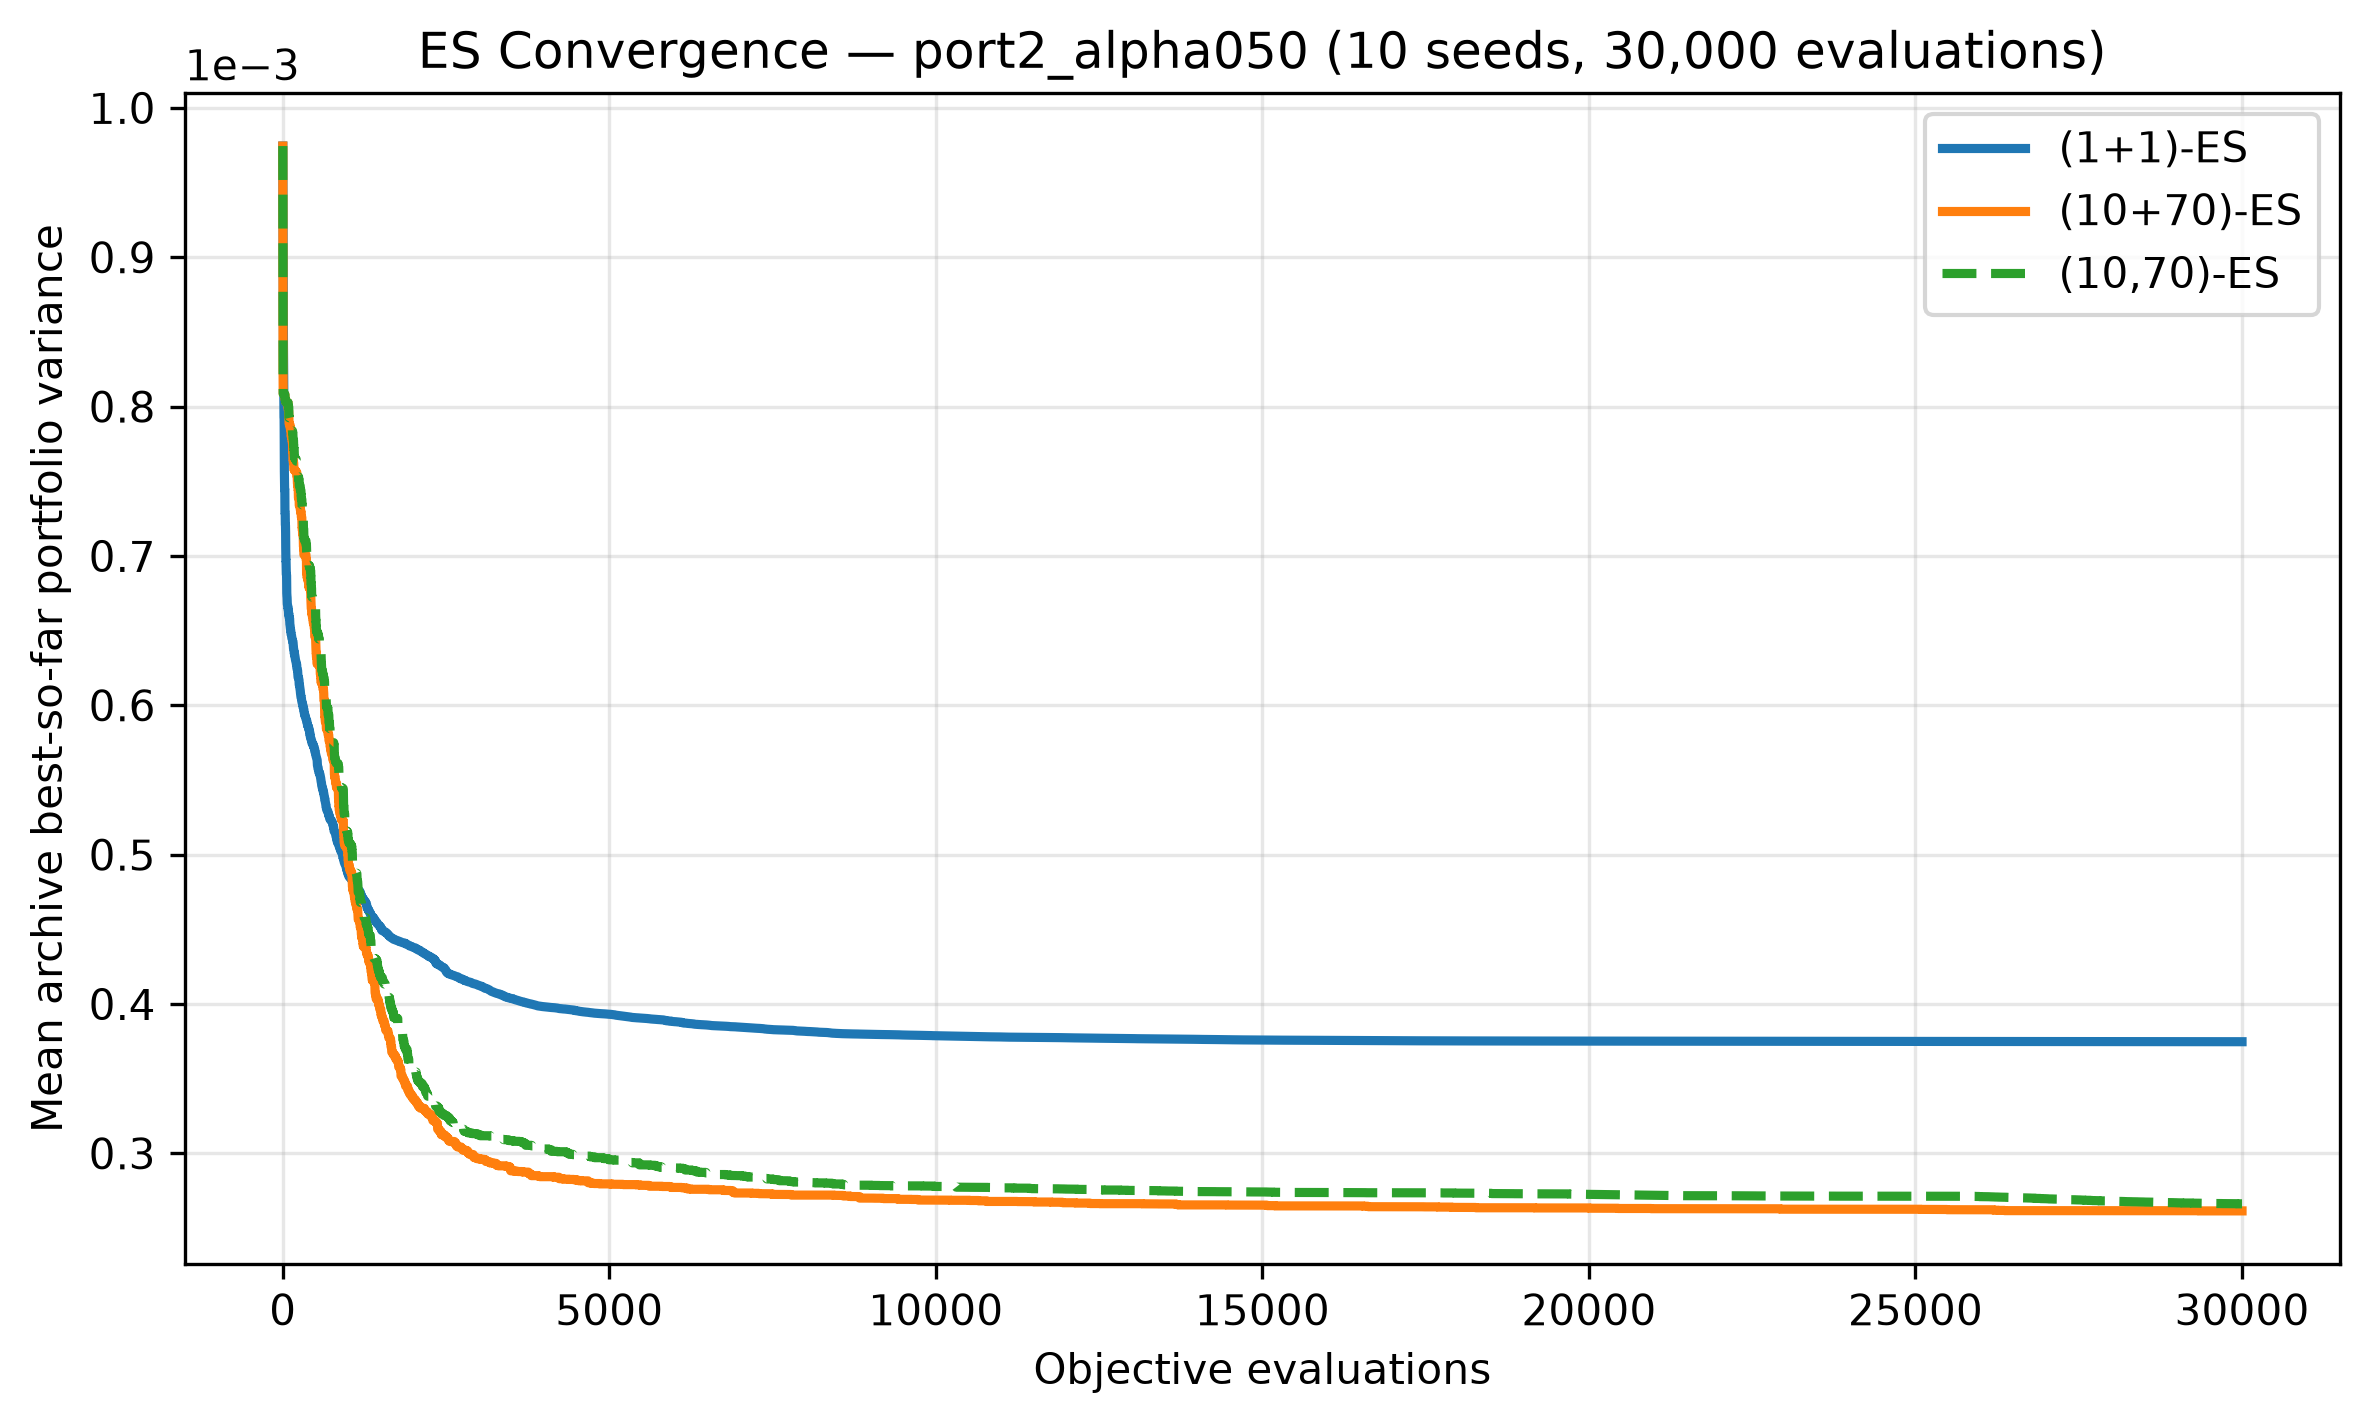 ES Convergence — port2_alpha050 (10 seeds, 30,000 evaluations)
1e−3
1.0
0.9
0.8
0.7
0.6
0.5
0.4
0.3
Mean archive best-so-far portfolio variance
(1+1)-ES
(10+70)-ES
(10,70)-ES
0 5000 10000 15000 20000 25000 30000
Objective evaluations